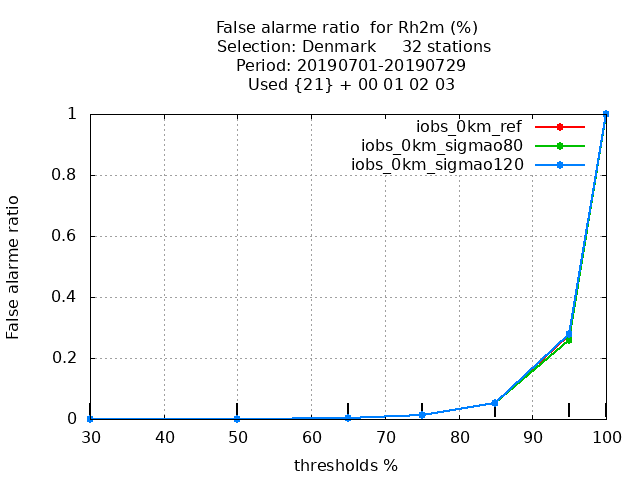 False alarme ratio  for Rh2m (%)
Selection: Denmark     32 stations
Period: 20190701-20190729
Used {21} + 00 01 02 03
iobs_0km_ref
iobs_0km_sigmao80
iobs_0km_sigmao120
False alarme ratio
1
0.8
0.6
0.4
0.2
0
30 40 50 60 70 80 90 100
thresholds %